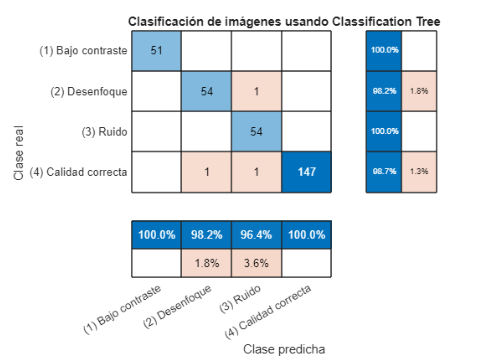 Clasificación de imágenes usando Classification Tree
(1) Bajo contraste 51 100.0%
(2) Desenfoque 54 1 98.2% 1.8%
(3) Ruido 54 100.0%
(4) Calidad correcta 1 1 147 98.7% 1.3%
Clase real
100.0% 98.2% 96.4% 100.0%
1.8% 3.6%
(1) Bajo contraste
(2) Desenfoque
(3) Ruido
(4) Calidad correcta
Clase predicha